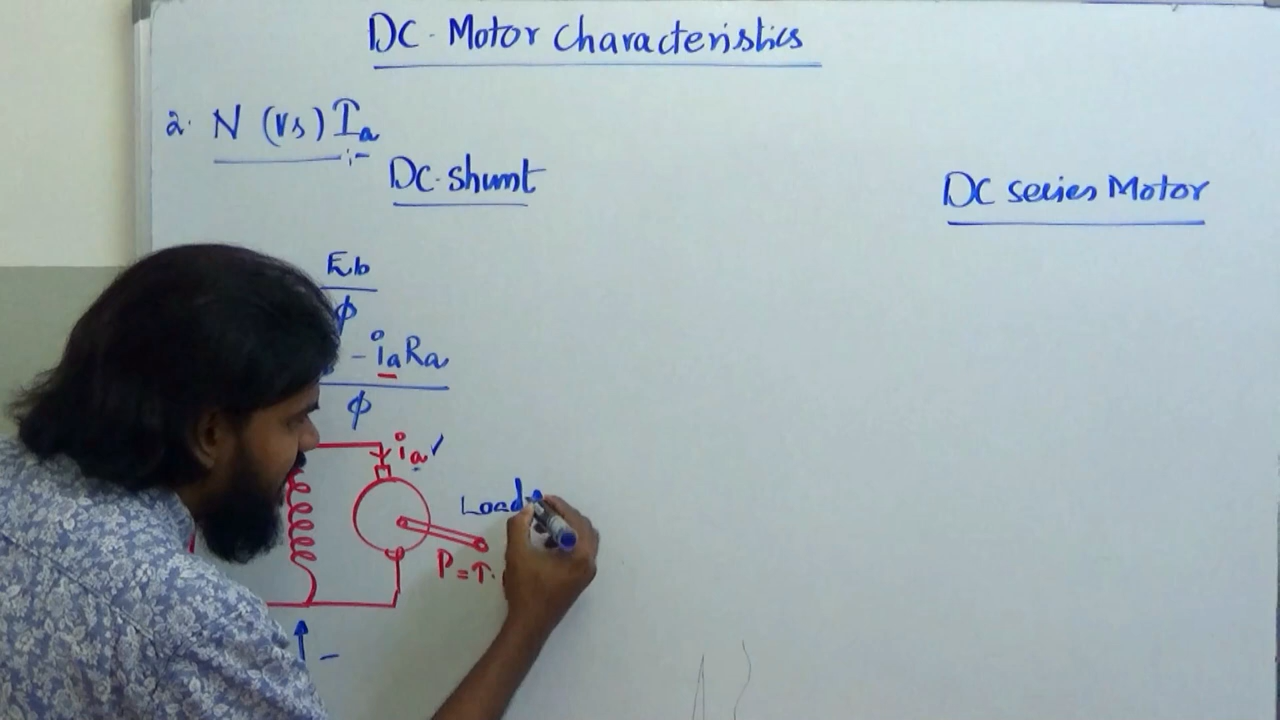 DC. Motor Characteristics
2. N (Vs) Ia :-
DC. shunt
DC series Motor
Eb
ϕ
- iaRa
ϕ
ia ✓
Load
P = T.
↑ -